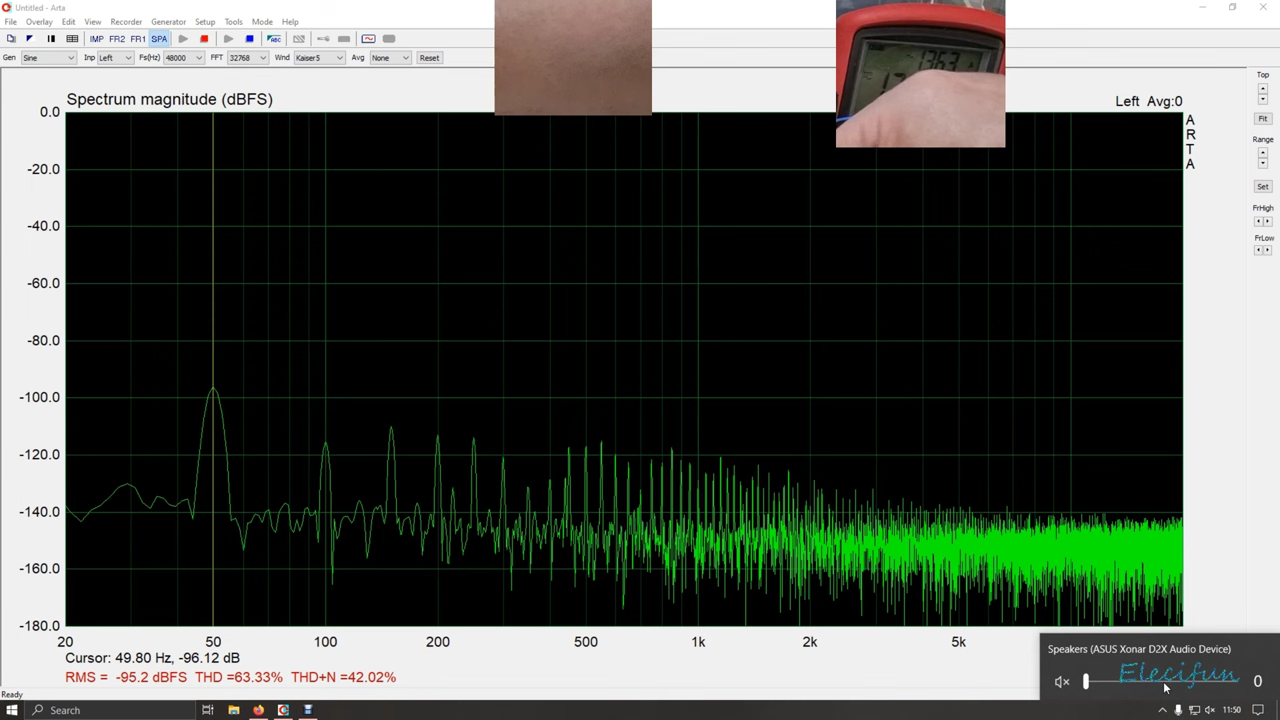 Untitled - Arta
File Overlay Edit View Recorder Generator Setup Tools Mode Help
IMP FR2 FR1 SPA
Gen Sine Inp Left Fs(Hz) 48000 FFT 32768 Wnd Kaiser5 Avg None Reset
Top
Fit
Range
Set
FrHigh
FrLow
Spectrum magnitude (dBFS)
Left Avg:0
A
R
T
A
0.0
-20.0
-40.0
-60.0
-80.0
-100.0
-120.0
-140.0
-160.0
-180.0
20 50 100 200 500 1k 2k 5k
Cursor: 49.80 Hz, -96.12 dB
RMS = -95.2 dBFS THD =63.33% THD+N =42.02%
Speakers (ASUS Xonar D2X Audio Device)
Elecifun
0
Ready
Search
11:50